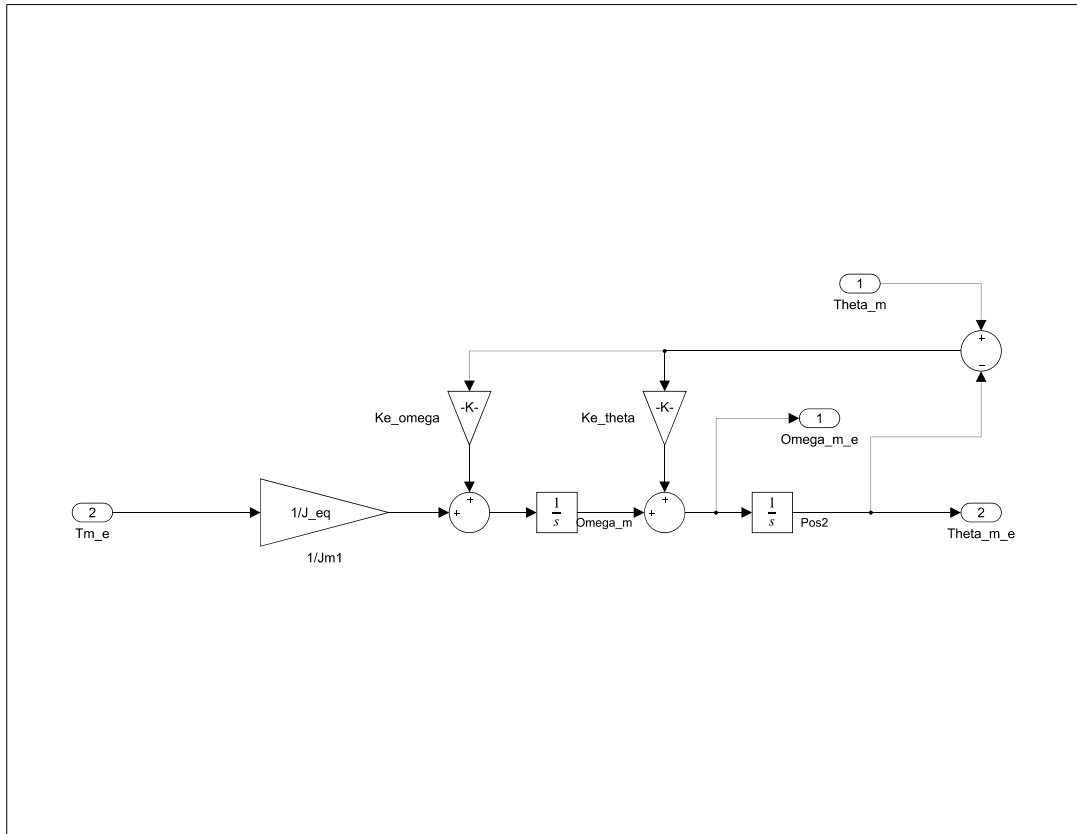 1
Theta_m
+
−
Ke_omega
-K-
Ke_theta
-K-
1
Omega_m_e
2
Tm_e
1/J_eq
1/Jm1
+
+
1
s
Omega_m
+
+
1
s
Pos2
2
Theta_m_e